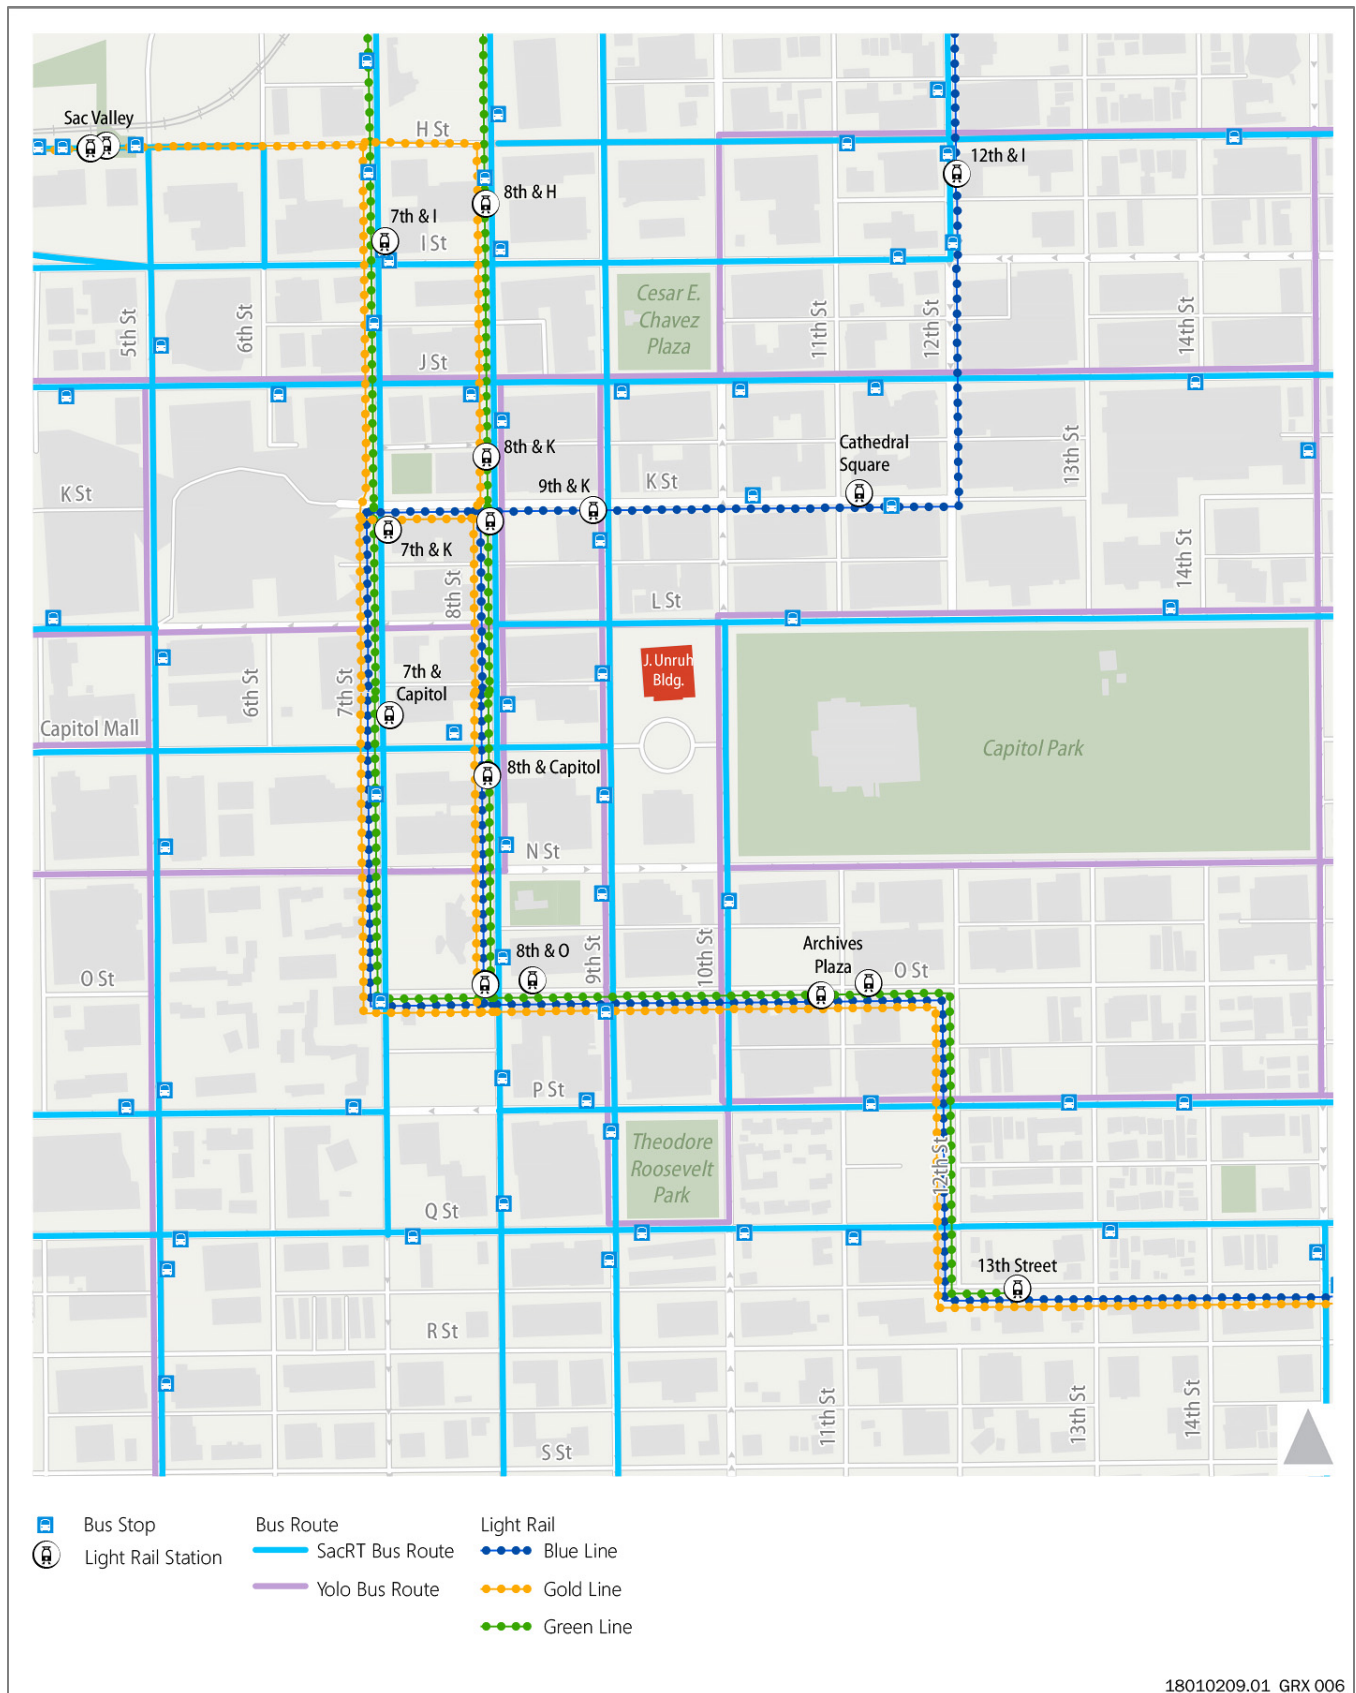 Sac Valley
H St
12th & I
8th & H
7th & I
I St
Cesar E.
Chavez
Plaza
5th St
6th St
11th St
12th St
14th St
J St
Cathedral
Square
13th St
8th & K
9th & K
K St
K St
7th & K
14th St
8th St
L St
J. Unruh
Bldg.
7th &
Capitol
6th St
7th St
Capitol Mall
Capitol Park
8th & Capitol
N St
Archives
Plaza
8th & O
9th St
10th St
O St
O St
P St
Theodore
Roosevelt
Park
12th St
Q St
13th Street
R St
11th St
13th St
14th St
S St
Bus Stop
Light Rail Station
Bus Route
SacRT Bus Route
Yolo Bus Route
Light Rail
Blue Line
Gold Line
Green Line
18010209.01 GRX 006